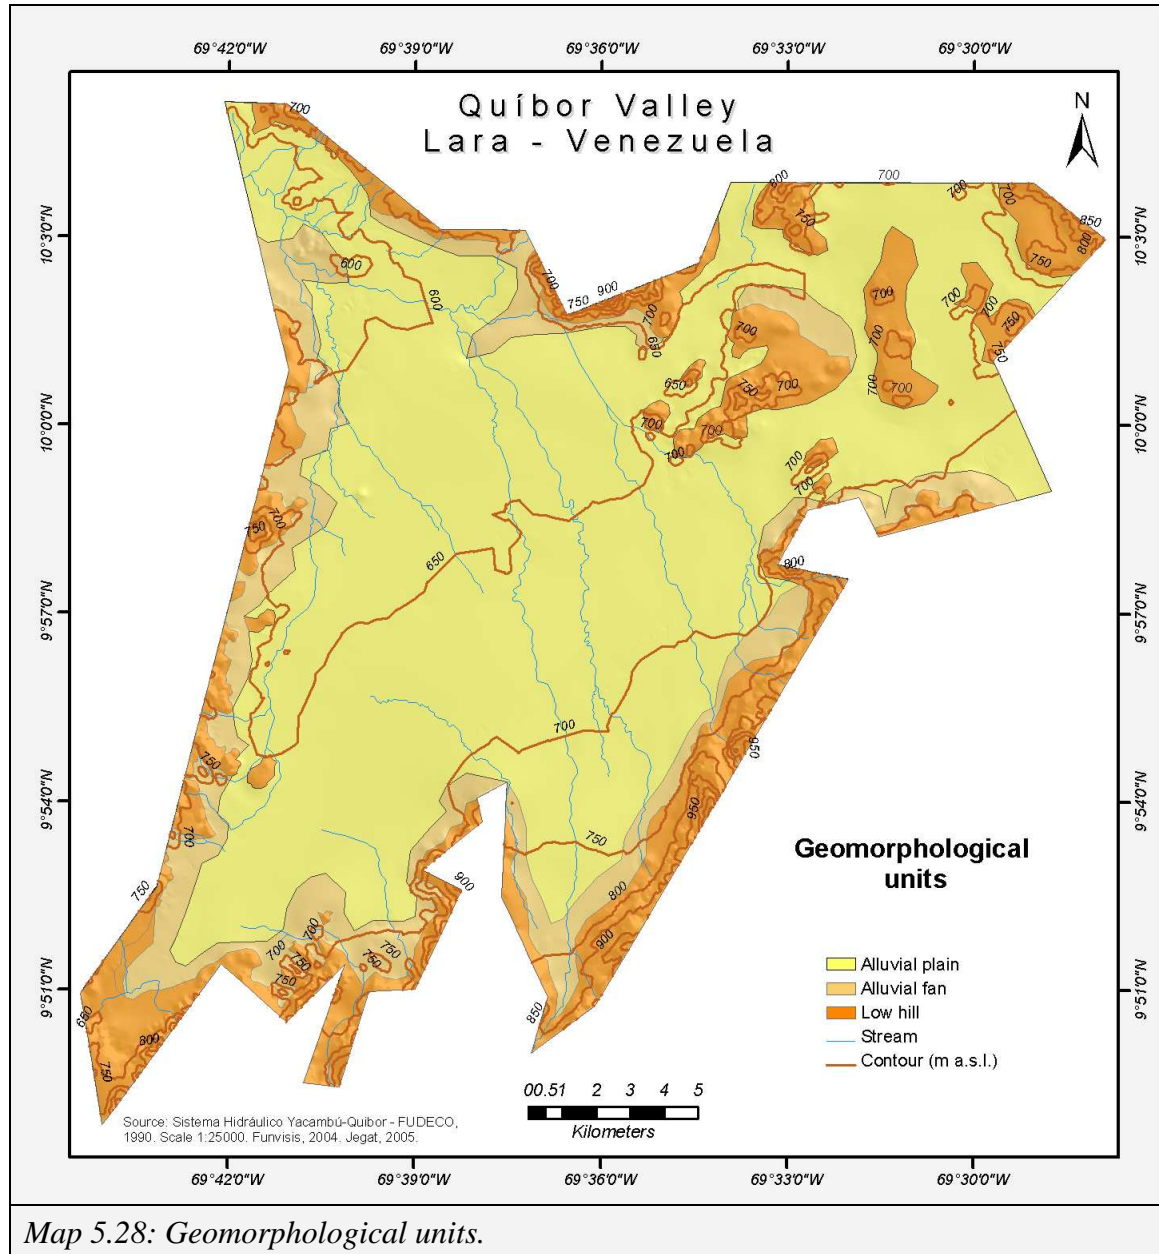 69°42'0"W 69°39'0"W 69°36'0"W 69°33'0"W 69°30'0"W
Quíbor Valley
Lara - Venezuela
N
10°3'0"N 10°3'0"N
10°0'0"N 10°0'0"N
9°57'0"N 9°57'0"N
9°54'0"N 9°54'0"N
9°51'0"N 9°51'0"N
700
800 700 700 700
750 850
800
750
600
600
700 750 900 700
650
700
700 700 700 750
750
700
650
750 700
700
700 700
700
700 700
700
700
750 700
650
800
700
950
750
700
950
750
800
900
750
900
700
700 750
750
750
850
650
800
750
Geomorphological
units
Alluvial plain
Alluvial fan
Low hill
Stream
Contour (m a.s.l.)
00.51 2 3 4 5
Kilometers
Source: Sistema Hidráulico Yacambú-Quibor - FUDECO,
1990. Scale 1:25000. Funvisis, 2004. Jegat, 2005.
69°42'0"W 69°39'0"W 69°36'0"W 69°33'0"W 69°30'0"W
Map 5.28: Geomorphological units.